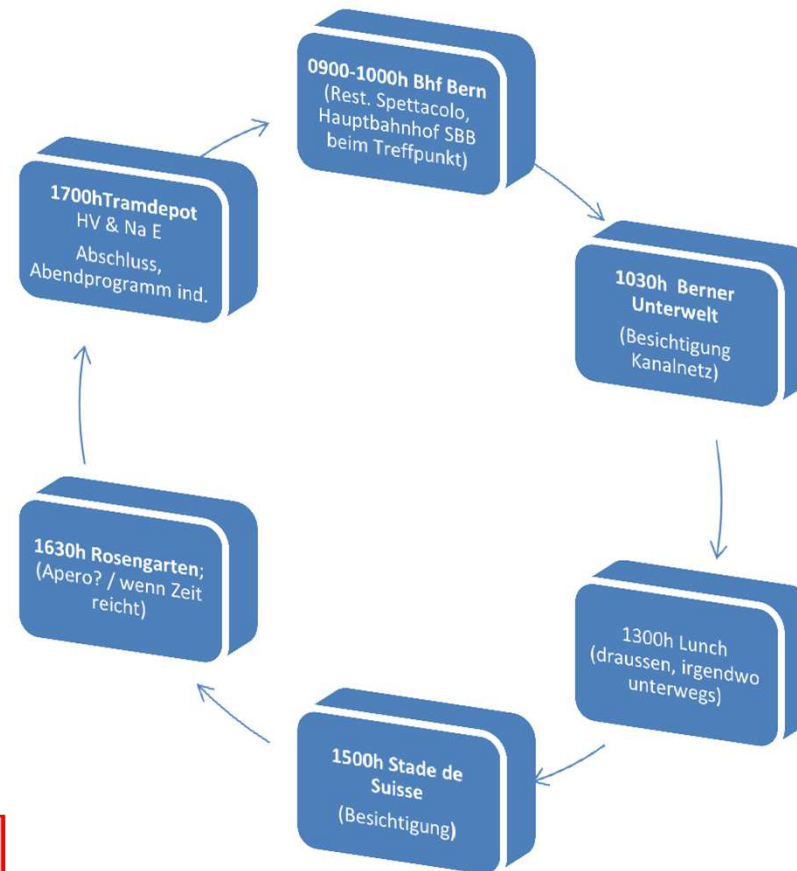 0900-1000h Bhf Bern
(Rest. Spettacolo,
Hauptbahnhof SBB
beim Treffpunkt)
1030h Berner
Unterwelt
(Besichtigung
Kanalnetz)
1300h Lunch
(draussen, irgendwo
unterwegs)
1500h Stade de
Suisse
(Besichtigung)
1630h Rosengarten;
(Apero? / wenn Zeit
reicht)
1700hTramdepot
HV & Na E
Abschluss,
Abendprogramm ind.